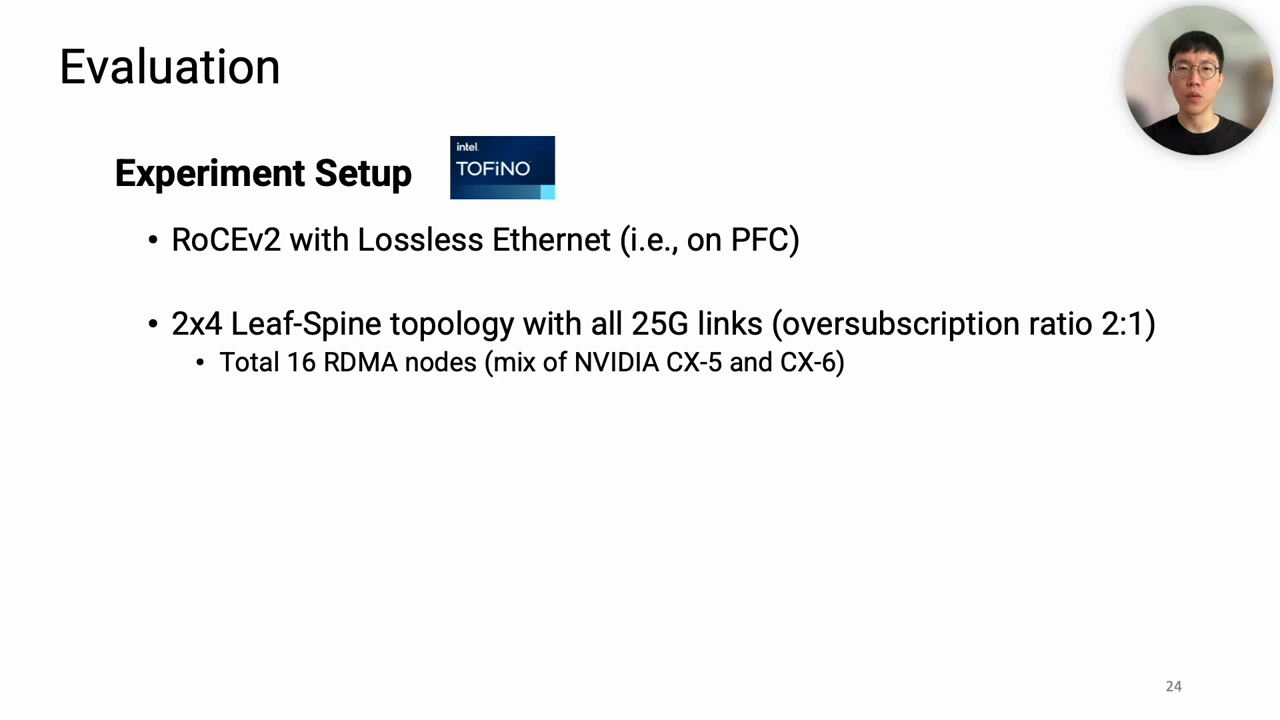 Evaluation
Experiment Setup
intel.
TOFiNO
• RoCEv2 with Lossless Ethernet (i.e., on PFC)
• 2x4 Leaf-Spine topology with all 25G links (oversubscription ratio 2:1)
• Total 16 RDMA nodes (mix of NVIDIA CX-5 and CX-6)
24